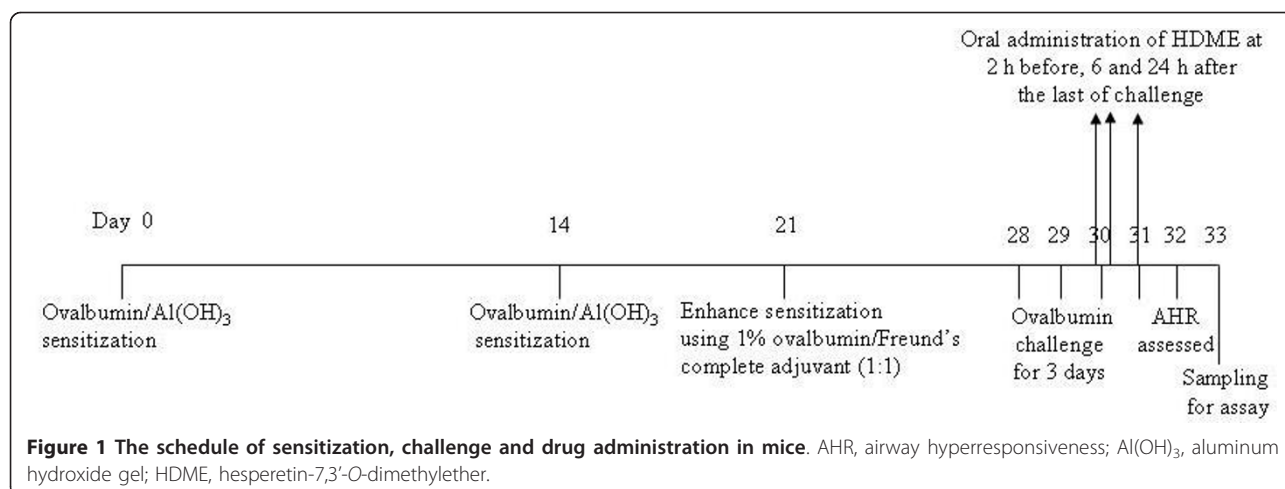 Oral administration of HDME at
2 h before, 6 and 24 h after
the last of challenge
Day 0
14
21
28 29 30 31 32 33
Ovalbumin/Al(OH)₃
sensitization
Ovalbumin/Al(OH)₃
sensitization
Enhance sensitization
using 1% ovalbumin/Freund's
complete adjuvant (1:1)
Ovalbumin
challenge
for 3 days
AHR
assessed
Sampling
for assay
Figure 1 The schedule of sensitization, challenge and drug administration in mice. AHR, airway hyperresponsiveness; Al(OH)₃, aluminum
hydroxide gel; HDME, hesperetin-7,3'-O-dimethylether.